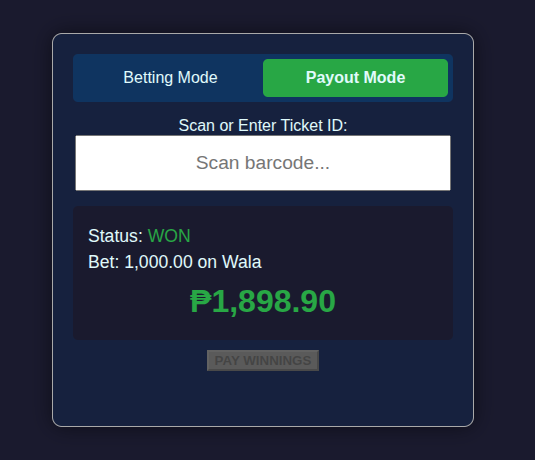 Betting Mode Payout Mode
Scan or Enter Ticket ID:
Scan barcode...
Status: WON
Bet: 1,000.00 on Wala
₱1,898.90
PAY WINNINGS